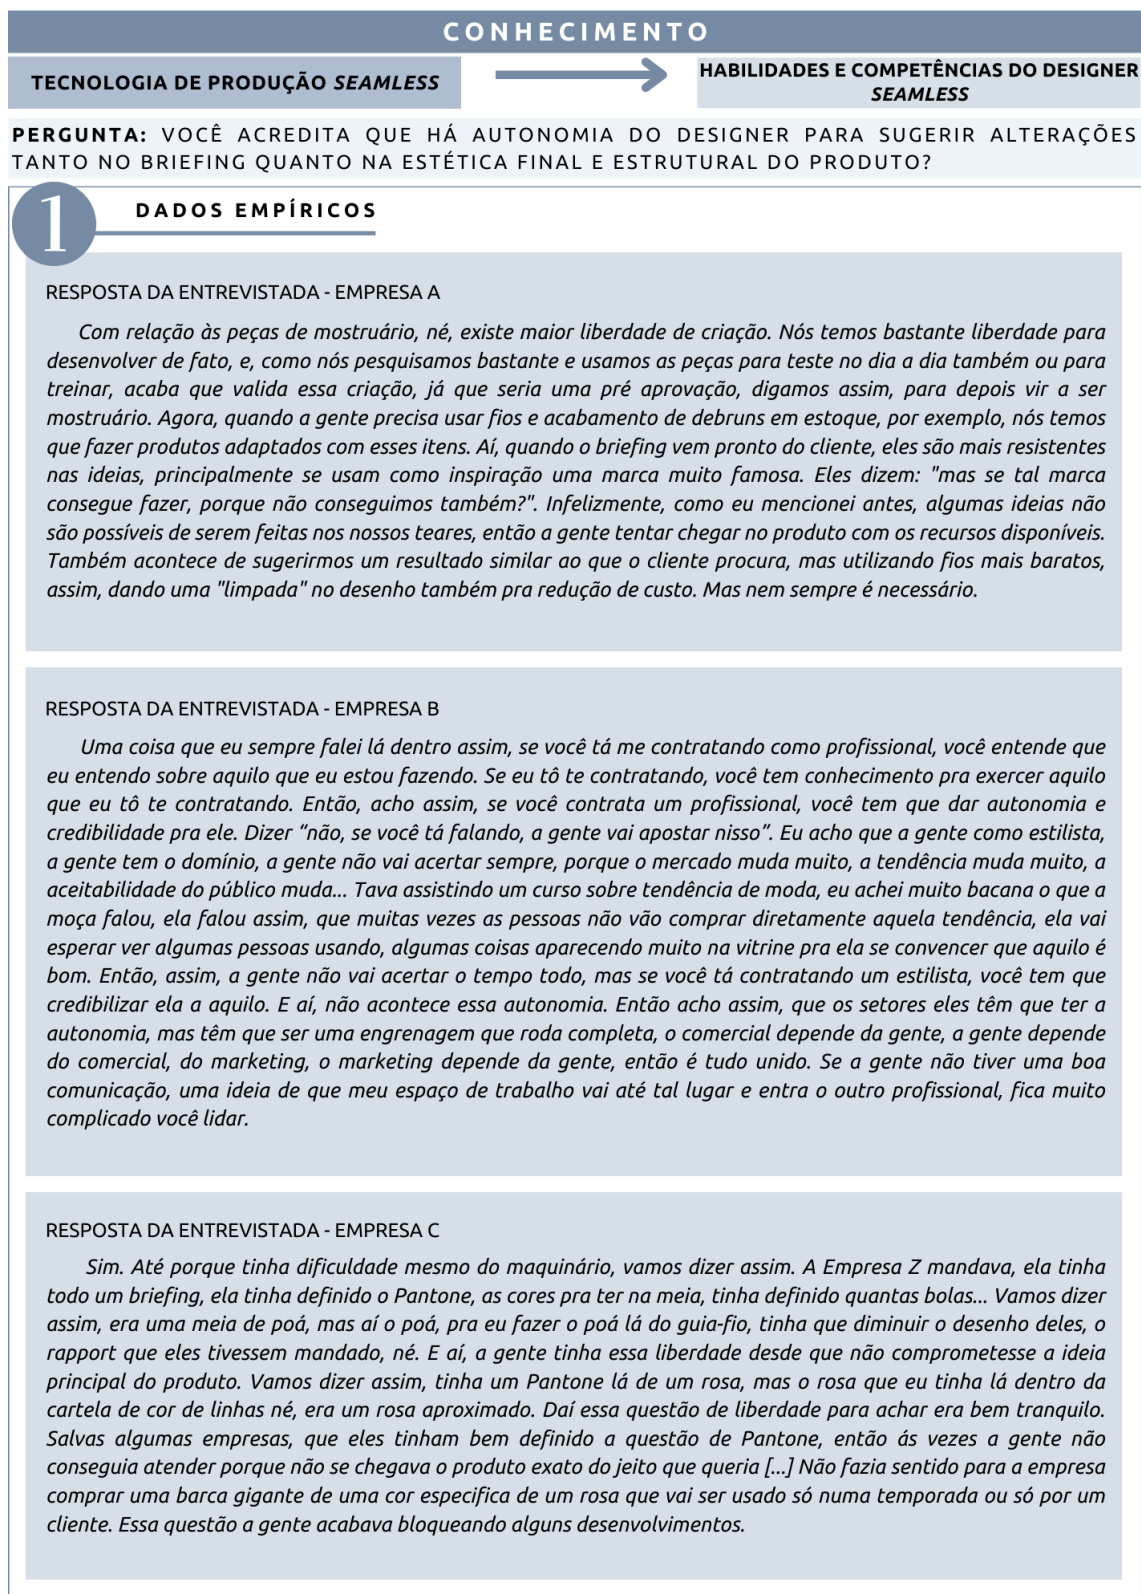 CONHECIMENTO
TECNOLOGIA DE PRODUÇÃO SEAMLESS
HABILIDADES E COMPETÊNCIAS DO DESIGNER
SEAMLESS
PERGUNTA: VOCÊ ACREDITA QUE HÁ AUTONOMIA DO DESIGNER PARA SUGERIR ALTERAÇÕES
TANTO NO BRIEFING QUANTO NA ESTÉTICA FINAL E ESTRUTURAL DO PRODUTO?
1
DADOS EMPÍRICOS
RESPOSTA DA ENTREVISTADA - EMPRESA A
Com relação às peças de mostruário, né, existe maior liberdade de criação. Nós temos bastante liberdade para
desenvolver de fato, e, como nós pesquisamos bastante e usamos as peças para teste no dia a dia também ou para
treinar, acaba que valida essa criação, já que seria uma pré aprovação, digamos assim, para depois vir a ser
mostruário. Agora, quando a gente precisa usar fios e acabamento de debruns em estoque, por exemplo, nós temos
que fazer produtos adaptados com esses itens. Aí, quando o briefing vem pronto do cliente, eles são mais resistentes
nas ideias, principalmente se usam como inspiração uma marca muito famosa. Eles dizem: "mas se tal marca
consegue fazer, porque não conseguimos também?". Infelizmente, como eu mencionei antes, algumas ideias não
são possíveis de serem feitas nos nossos teares, então a gente tentar chegar no produto com os recursos disponíveis.
Também acontece de sugerirmos um resultado similar ao que o cliente procura, mas utilizando fios mais baratos,
assim, dando uma "limpada" no desenho também pra redução de custo. Mas nem sempre é necessário.
RESPOSTA DA ENTREVISTADA - EMPRESA B
Uma coisa que eu sempre falei lá dentro assim, se você tá me contratando como profissional, você entende que
eu entendo sobre aquilo que eu estou fazendo. Se eu tô te contratando, você tem conhecimento pra exercer aquilo
que eu tô te contratando. Então, acho assim, se você contrata um profissional, você tem que dar autonomia e
credibilidade pra ele. Dizer “não, se você tá falando, a gente vai apostar nisso”. Eu acho que a gente como estilista,
a gente tem o domínio, a gente não vai acertar sempre, porque o mercado muda muito, a tendência muda muito, a
aceitabilidade do público muda... Tava assistindo um curso sobre tendência de moda, eu achei muito bacana o que a
moça falou, ela falou assim, que muitas vezes as pessoas não vão comprar diretamente aquela tendência, ela vai
esperar ver algumas pessoas usando, algumas coisas aparecendo muito na vitrine pra ela se convencer que aquilo é
bom. Então, assim, a gente não vai acertar o tempo todo, mas se você tá contratando um estilista, você tem que
credibilizar ela a aquilo. E aí, não acontece essa autonomia. Então acho assim, que os setores eles têm que ter a
autonomia, mas têm que ser uma engrenagem que roda completa, o comercial depende da gente, a gente depende
do comercial, do marketing, o marketing depende da gente, então é tudo unido. Se a gente não tiver uma boa
comunicação, uma ideia de que meu espaço de trabalho vai até tal lugar e entra o outro profissional, fica muito
complicado você lidar.
RESPOSTA DA ENTREVISTADA - EMPRESA C
Sim. Até porque tinha dificuldade mesmo do maquinário, vamos dizer assim. A Empresa Z mandava, ela tinha
todo um briefing, ela tinha definido o Pantone, as cores pra ter na meia, tinha definido quantas bolas... Vamos dizer
assim, era uma meia de poá, mas aí o poá, pra eu fazer o poá lá do guia-fio, tinha que diminuir o desenho deles, o
rapport que eles tivessem mandado, né. E aí, a gente tinha essa liberdade desde que não comprometesse a ideia
principal do produto. Vamos dizer assim, tinha um Pantone lá de um rosa, mas o rosa que eu tinha lá dentro da
cartela de cor de linhas né, era um rosa aproximado. Daí essa questão de liberdade para achar era bem tranquilo.
Salvas algumas empresas, que eles tinham bem definido a questão de Pantone, então ás vezes a gente não
conseguia atender porque não se chegava o produto exato do jeito que queria [...] Não fazia sentido para a empresa
comprar uma barca gigante de uma cor especifica de um rosa que vai ser usado só numa temporada ou só por um
cliente. Essa questão a gente acabava bloqueando alguns desenvolvimentos.